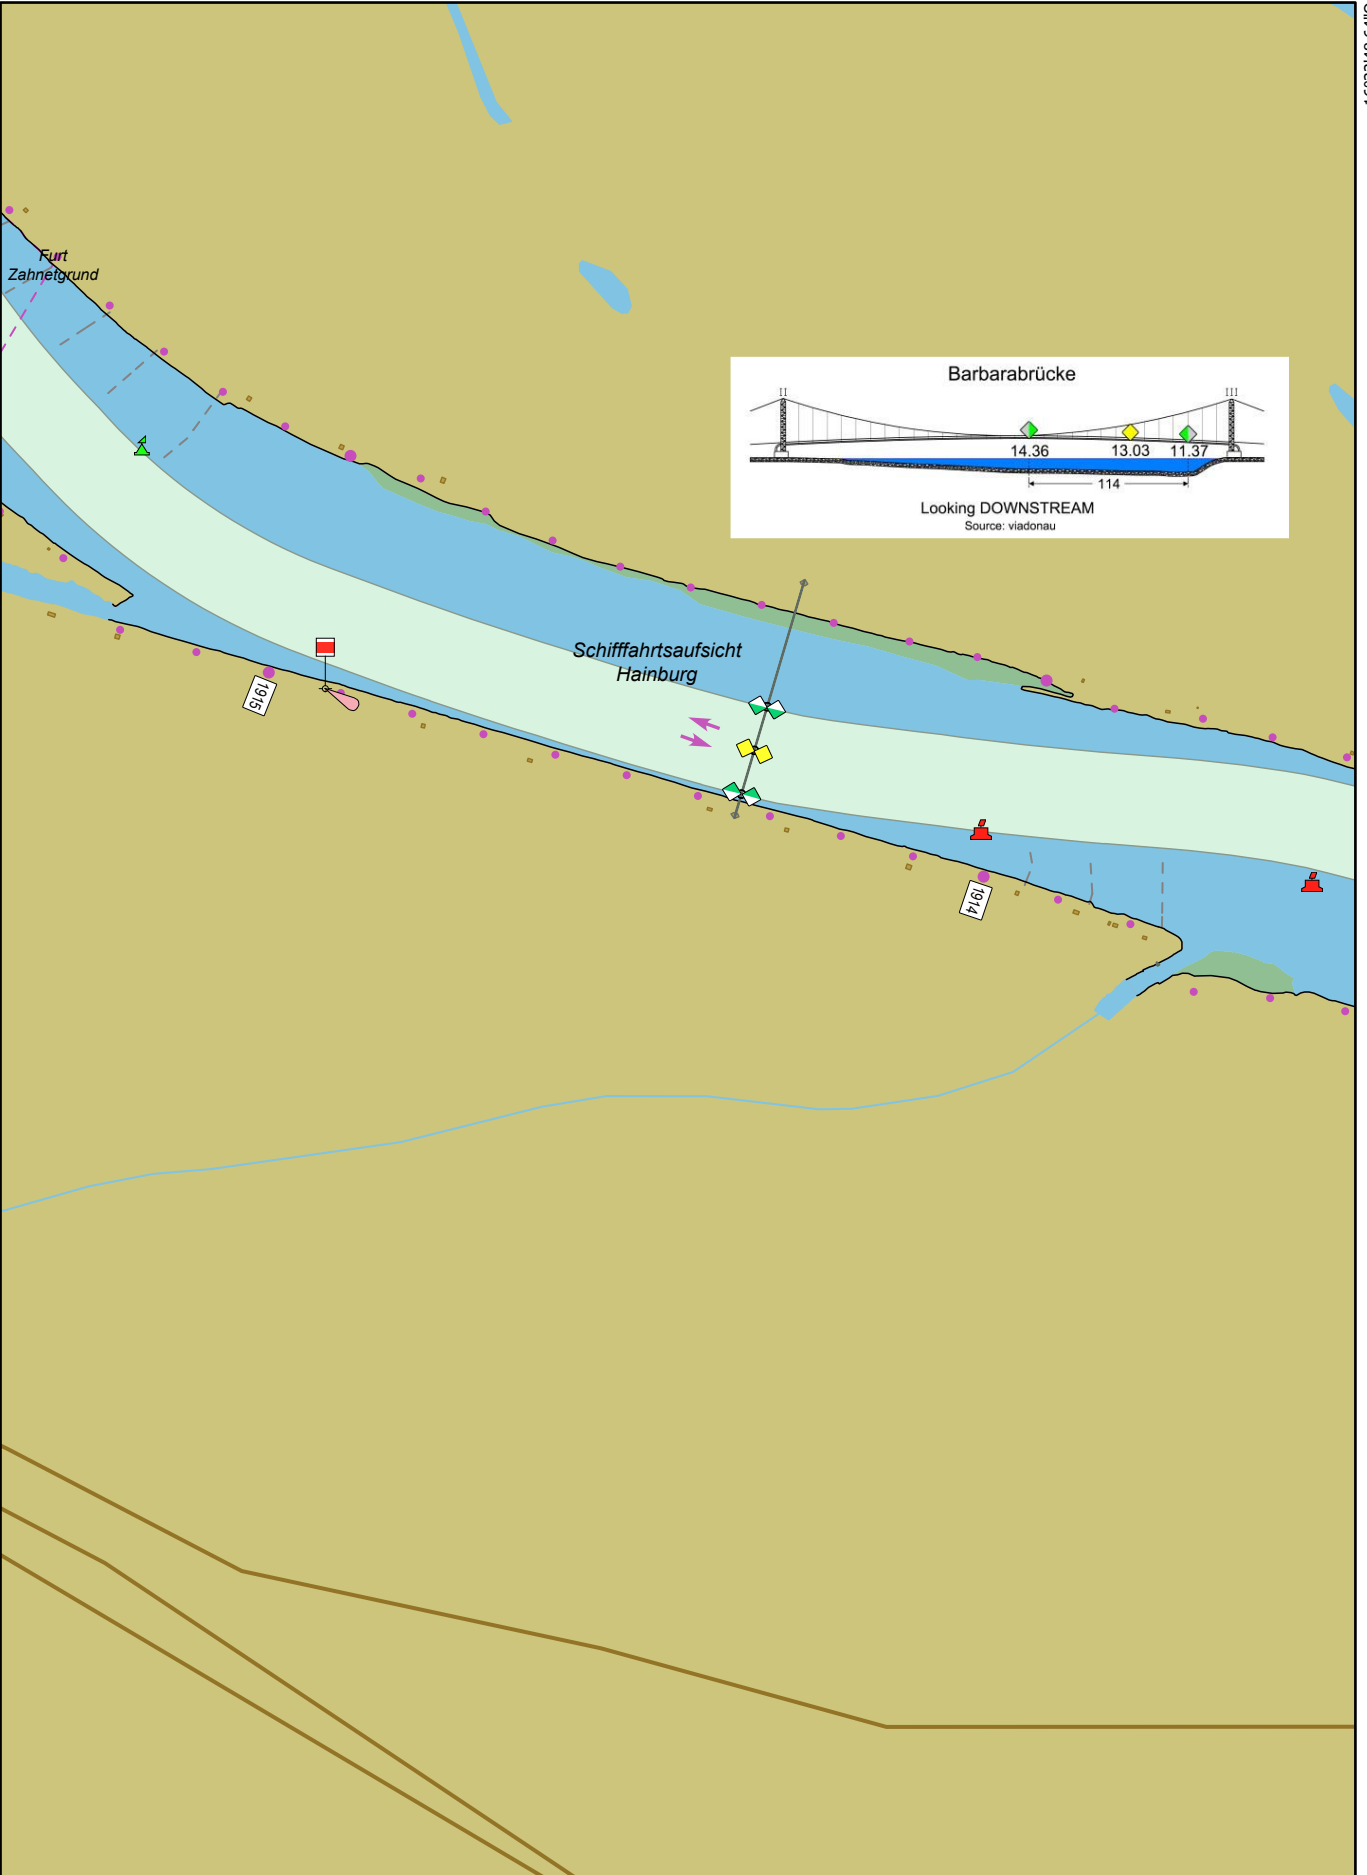 Furt
Zahnetgrund
Barbarabrücke
II
III
14.36
13.03
11.37
114
Looking DOWNSTREAM
Source: viadonau
Schifffahrtsaufsicht
Hainburg
1915
1914